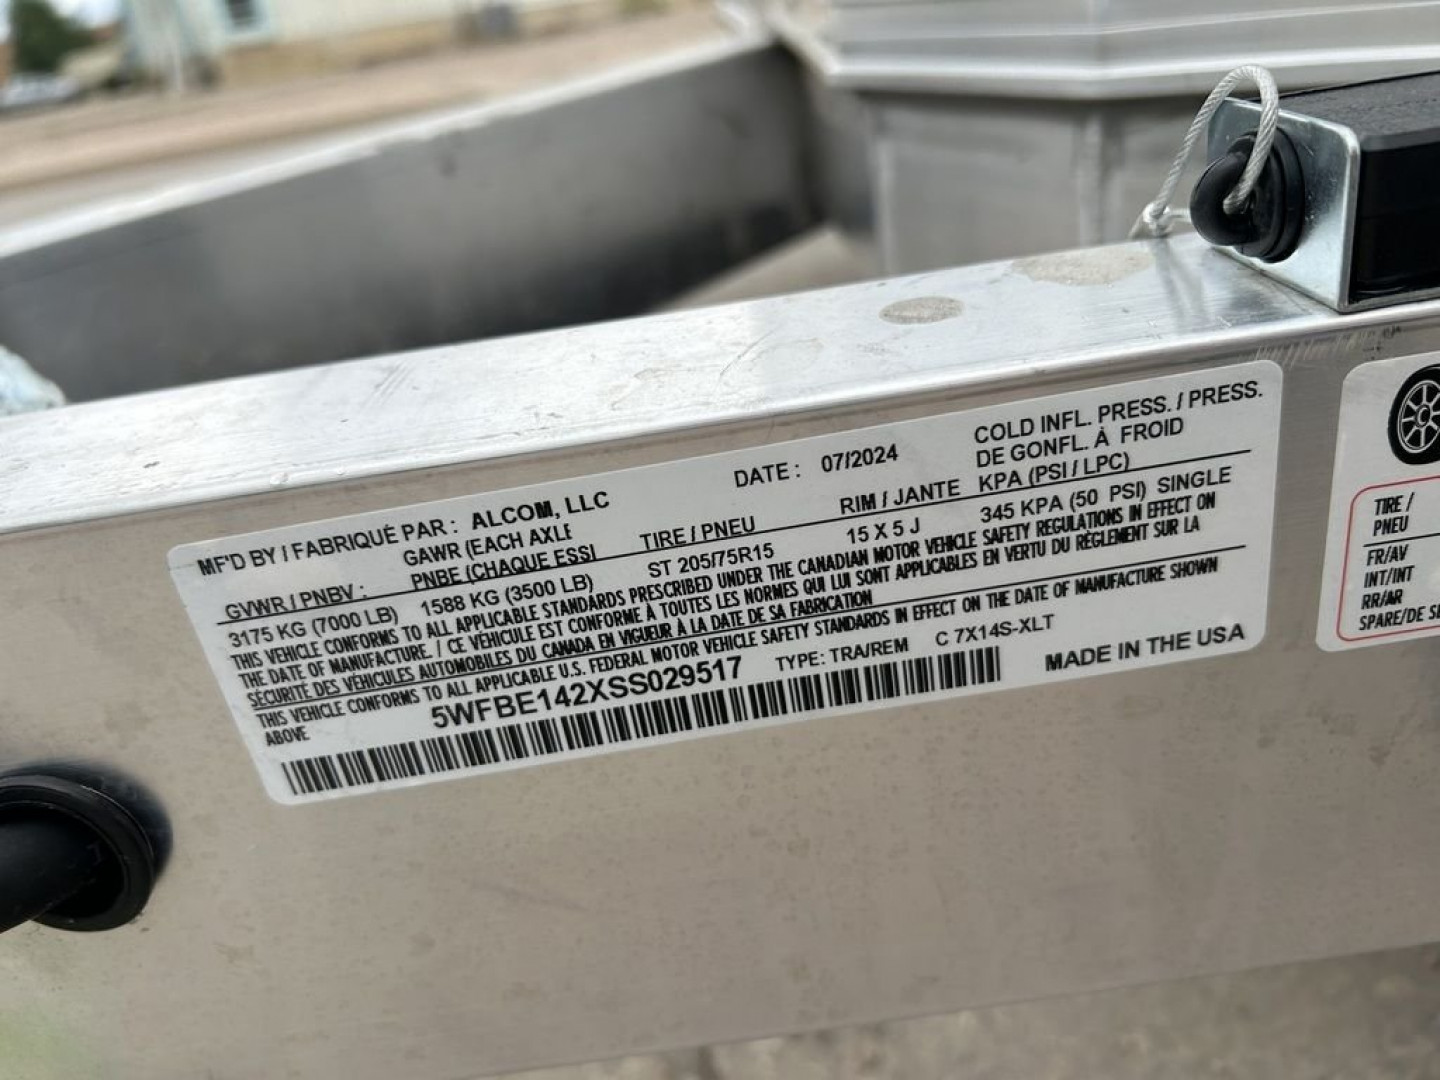 MF'D BY / FABRIQUÉ PAR : ALCOM, LLC DATE : 07/2024
COLD INFL. PRESS. / PRESS.
DE GONFL. À FROID
GVWR / PNBV : GAWR (EACH AXLE TIRE / PNEU RIM / JANTE KPA (PSI / LPC)
PNBE (CHAQUE ESSI
3175 KG (7000 LB) 1588 KG (3500 LB) ST 205/75R15 15 X 5 J 345 KPA (50 PSI) SINGLE
THIS VEHICLE CONFORMS TO ALL APPLICABLE STANDARDS PRESCRIBED UNDER THE CANADIAN MOTOR VEHICLE SAFETY REGULATIONS IN EFFECT ON
THE DATE OF MANUFACTURE. / CE VÉHICULE EST CONFORME À TOUTES LES NORMES QUI LUI SONT APPLICABLES EN VERTU DU RÈGLEMENT SUR LA
SÉCURITÉ DES VÉHICULES AUTOMOBILES DU CANADA EN VIGUEUR À LA DATE DE SA FABRICATION
THIS VEHICLE CONFORMS TO ALL APPLICABLE U.S. FEDERAL MOTOR VEHICLE SAFETY STANDARDS IN EFFECT ON THE DATE OF MANUFACTURE SHOWN
ABOVE
5WFBE142XSS029517 TYPE: TRA/REM C 7X14S-XLT MADE IN THE USA
TIRE /
PNEU
FR/AV
INT/INT
RR/AR
SPARE/DE